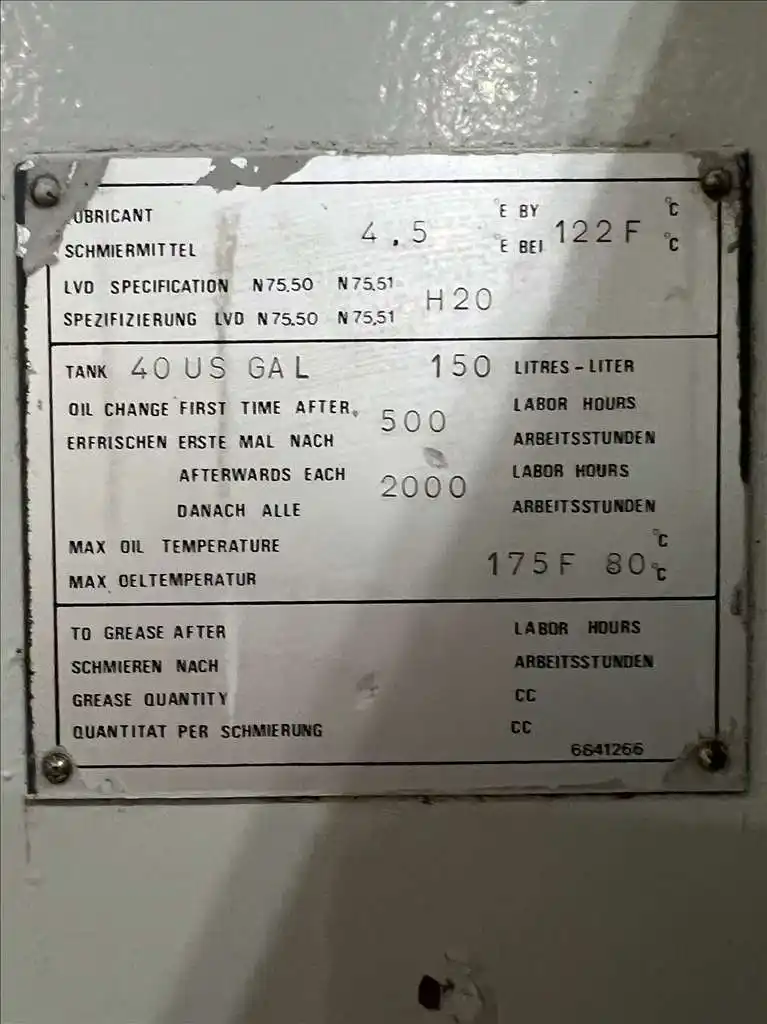 LUBRICANT 4,5 °E BY 122F °C
SCHMIERMITTEL °E BEI °C
LVD SPECIFICATION N75.50 N75,51 H20
SPEZIFIZIERUNG LVD N75.50 N75,51
TANK 40 US GAL 150 LITRES-LITER
OIL CHANGE FIRST TIME AFTER 500 LABOR HOURS
ERFRISCHEN ERSTE MAL NACH ARBEITSSTUNDEN
AFTERWARDS EACH 2000 LABOR HOURS
DANACH ALLE ARBEITSSTUNDEN
MAX OIL TEMPERATURE 175F 80 °C
MAX OELTEMPERATUR °C
TO GREASE AFTER LABOR HOURS
SCHMIEREN NACH ARBEITSSTUNDEN
GREASE QUANTITY CC
QUANTITAT PER SCHMIERUNG CC
6641266